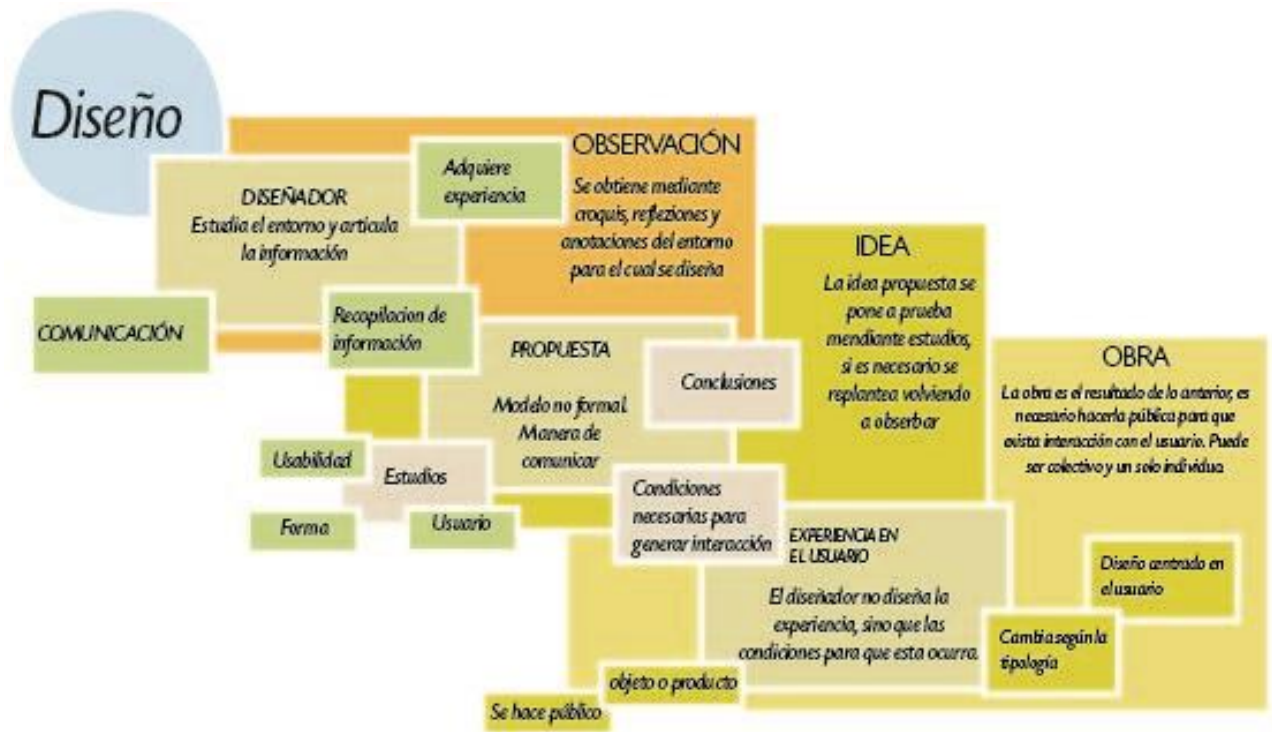 Diseño
OBSERVACIÓN
Se obtiene mediante
croquis, refleziones y
anotaciones del entorno
para el cual se diseña
Adquiere
experiencia
DISEÑADOR
Estudia el entorno y articula
la información
COMUNICACIÓN
Recopilacion de
información
IDEA
La idea propuesta se
pone a prueba
mendiante estudios,
si es necesario se
replantea volviendo
a obserbar
PROPUESTA
Modelo no formal.
Manera de
comunicar
Conclusiones
Usabilidad
Estudios
Forma
Usuario
Condiciones
necesarias para
generar interacción
OBRA
La obra es el resultado de lo anterior, es
necesario hacerla pública para que
exista interacción con el usuario. Puede
ser colectivo y un solo individuo.
EXPERIENCIA EN
EL USUARIO
El diseñador no diseña la
experiencia, sino que las
condiciones para que esta ocurra.
Diseño centrado en
el usuario
Cambia según la
tipología
objeto o producto
Se hace público